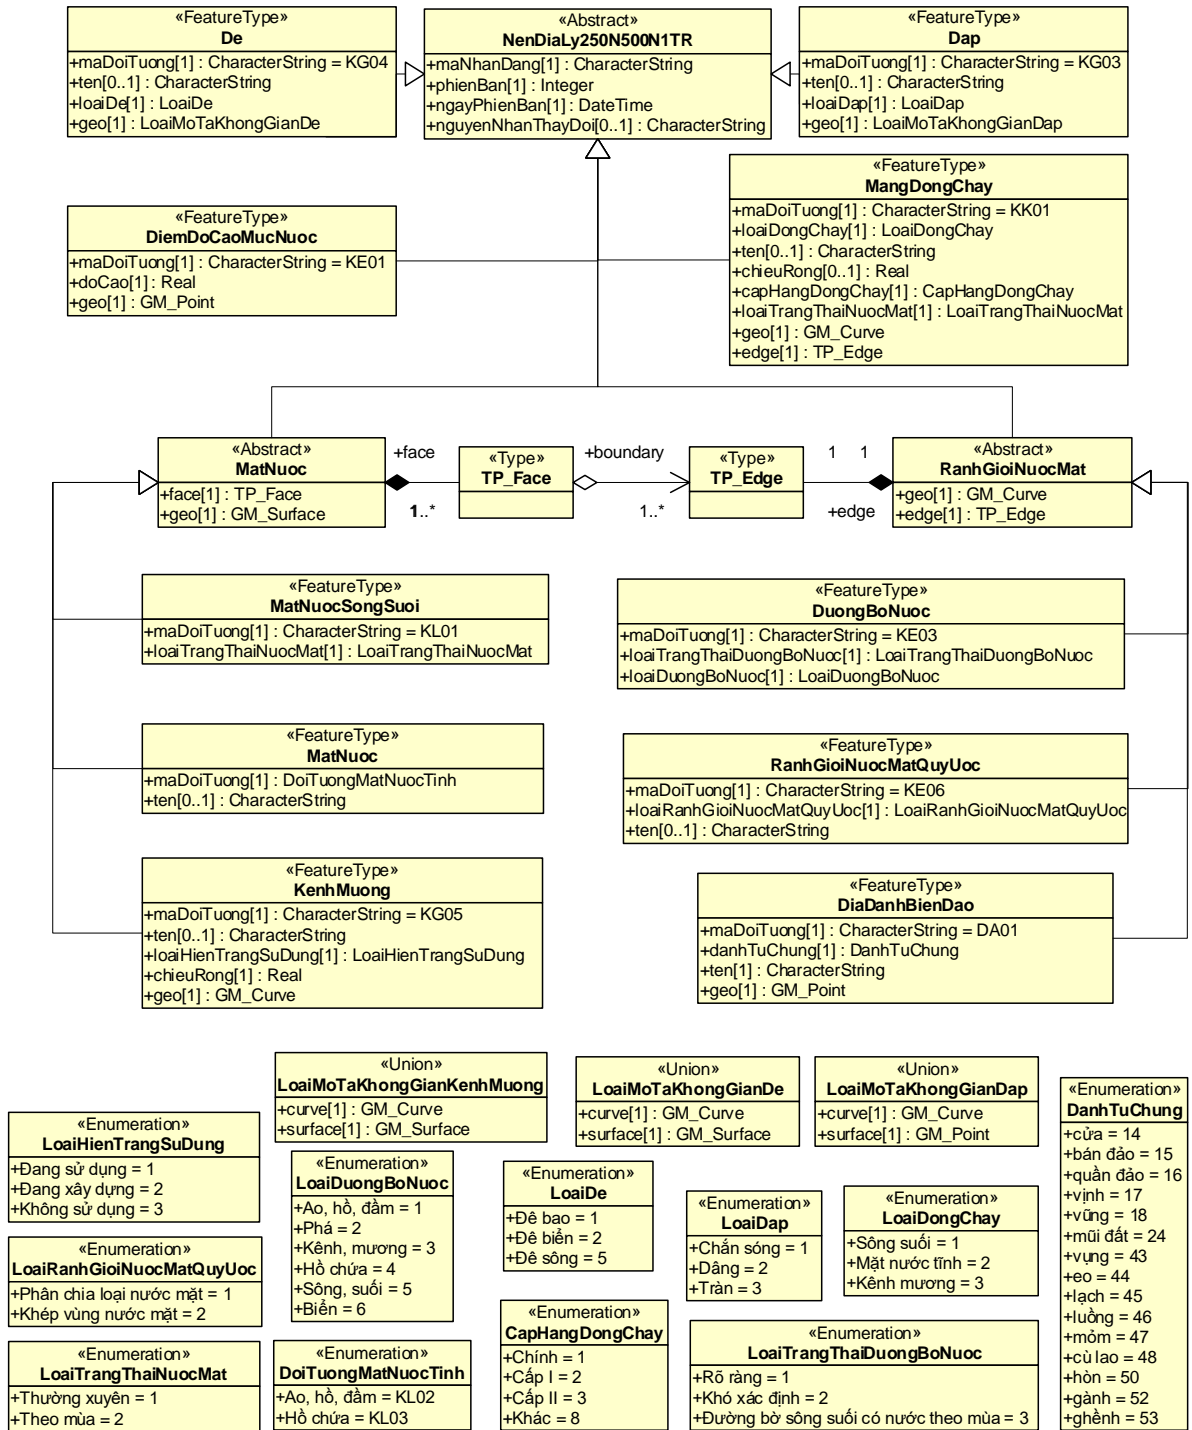 «FeatureType»
De
+maDoiTuong[1] : CharacterString = KG04
+ten[0..1] : CharacterString
+loaiDe[1] : LoaiDe
+geo[1] : LoaiMoTaKhongGianDe
«Abstract»
NenDiaLy250N500N1TR
+maNhanDang[1] : CharacterString
+phienBan[1] : Integer
+ngayPhienBan[1] : DateTime
+nguyenNhanThayDoi[0..1] : CharacterString
«FeatureType»
Dap
+maDoiTuong[1] : CharacterString = KG03
+ten[0..1] : CharacterString
+loaiDap[1] : LoaiDap
+geo[1] : LoaiMoTaKhongGianDap
«FeatureType»
DiemDoCaoMucNuoc
+maDoiTuong[1] : CharacterString = KE01
+doCao[1] : Real
+geo[1] : GM_Point
«FeatureType»
MangDongChay
+maDoiTuong[1] : CharacterString = KK01
+loaiDongChay[1] : LoaiDongChay
+ten[0..1] : CharacterString
+chieuRong[0..1] : Real
+capHangDongChay[1] : CapHangDongChay
+loaiTrangThaiNuocMat[1] : LoaiTrangThaiNuocMat
+geo[1] : GM_Curve
+edge[1] : TP_Edge
«Abstract»
MatNuoc
+face[1] : TP_Face
+geo[1] : GM_Surface
+face
1..*
«Type»
TP_Face
+boundary
1..*
«Type»
TP_Edge
1 1
+edge
«Abstract»
RanhGioiNuocMat
+geo[1] : GM_Curve
+edge[1] : TP_Edge
«FeatureType»
MatNuocSongSuoi
+maDoiTuong[1] : CharacterString = KL01
+loaiTrangThaiNuocMat[1] : LoaiTrangThaiNuocMat
«FeatureType»
DuongBoNuoc
+maDoiTuong[1] : CharacterString = KE03
+loaiTrangThaiDuongBoNuoc[1] : LoaiTrangThaiDuongBoNuoc
+loaiDuongBoNuoc[1] : LoaiDuongBoNuoc
«FeatureType»
MatNuoc
+maDoiTuong[1] : DoiTuongMatNuocTinh
+ten[0..1] : CharacterString
«FeatureType»
RanhGioiNuocMatQuyUoc
+maDoiTuong[1] : CharacterString = KE06
+loaiRanhGioiNuocMatQuyUoc[1] : LoaiRanhGioiNuocMatQuyUoc
+ten[0..1] : CharacterString
«FeatureType»
KenhMuong
+maDoiTuong[1] : CharacterString = KG05
+ten[0..1] : CharacterString
+loaiHienTrangSuDung[1] : LoaiHienTrangSuDung
+chieuRong[1] : Real
+geo[1] : GM_Curve
«FeatureType»
DiaDanhBienDao
+maDoiTuong[1] : CharacterString = DA01
+danhTuChung[1] : DanhTuChung
+ten[1] : CharacterString
+geo[1] : GM_Point
«Union»
LoaiMoTaKhongGianKenhMuong
+curve[1] : GM_Curve
+surface[1] : GM_Surface
«Union»
LoaiMoTaKhongGianDe
+curve[1] : GM_Curve
+surface[1] : GM_Surface
«Union»
LoaiMoTaKhongGianDap
+curve[1] : GM_Curve
+surface[1] : GM_Point
«Enumeration»
DanhTuChung
+cửa = 14
+bán đảo = 15
+quần đảo = 16
+vịnh = 17
+vũng = 18
+mũi đất = 24
+vụng = 43
+eo = 44
+lạch = 45
+luồng = 46
+mỏm = 47
+cù lao = 48
+hòn = 50
+gành = 52
+ghềnh = 53
«Enumeration»
LoaiHienTrangSuDung
+Đang sử dụng = 1
+Đang xây dựng = 2
+Không sử dụng = 3
«Enumeration»
LoaiDuongBoNuoc
+Ao, hồ, đầm = 1
+Phá = 2
+Kênh, mương = 3
+Hồ chứa = 4
+Sông, suối = 5
+Biển = 6
«Enumeration»
LoaiDe
+Đê bao = 1
+Đê biển = 2
+Đê sông = 5
«Enumeration»
LoaiDap
+Chắn sóng = 1
+Dâng = 2
+Tràn = 3
«Enumeration»
LoaiDongChay
+Sông suối = 1
+Mặt nước tĩnh = 2
+Kênh mương = 3
«Enumeration»
LoaiRanhGioiNuocMatQuyUoc
+Phân chia loại nước mặt = 1
+Khép vùng nước mặt = 2
«Enumeration»
LoaiTrangThaiNuocMat
+Thường xuyên = 1
+Theo mùa = 2
«Enumeration»
DoiTuongMatNuocTinh
+Ao, hồ, đầm = KL02
+Hồ chứa = KL03
«Enumeration»
CapHangDongChay
+Chính = 1
+Cấp I = 2
+Cấp II = 3
+Khác = 8
«Enumeration»
LoaiTrangThaiDuongBoNuoc
+Rõ ràng = 1
+Khó xác định = 2
+Đường bờ sông suối có nước theo mùa = 3